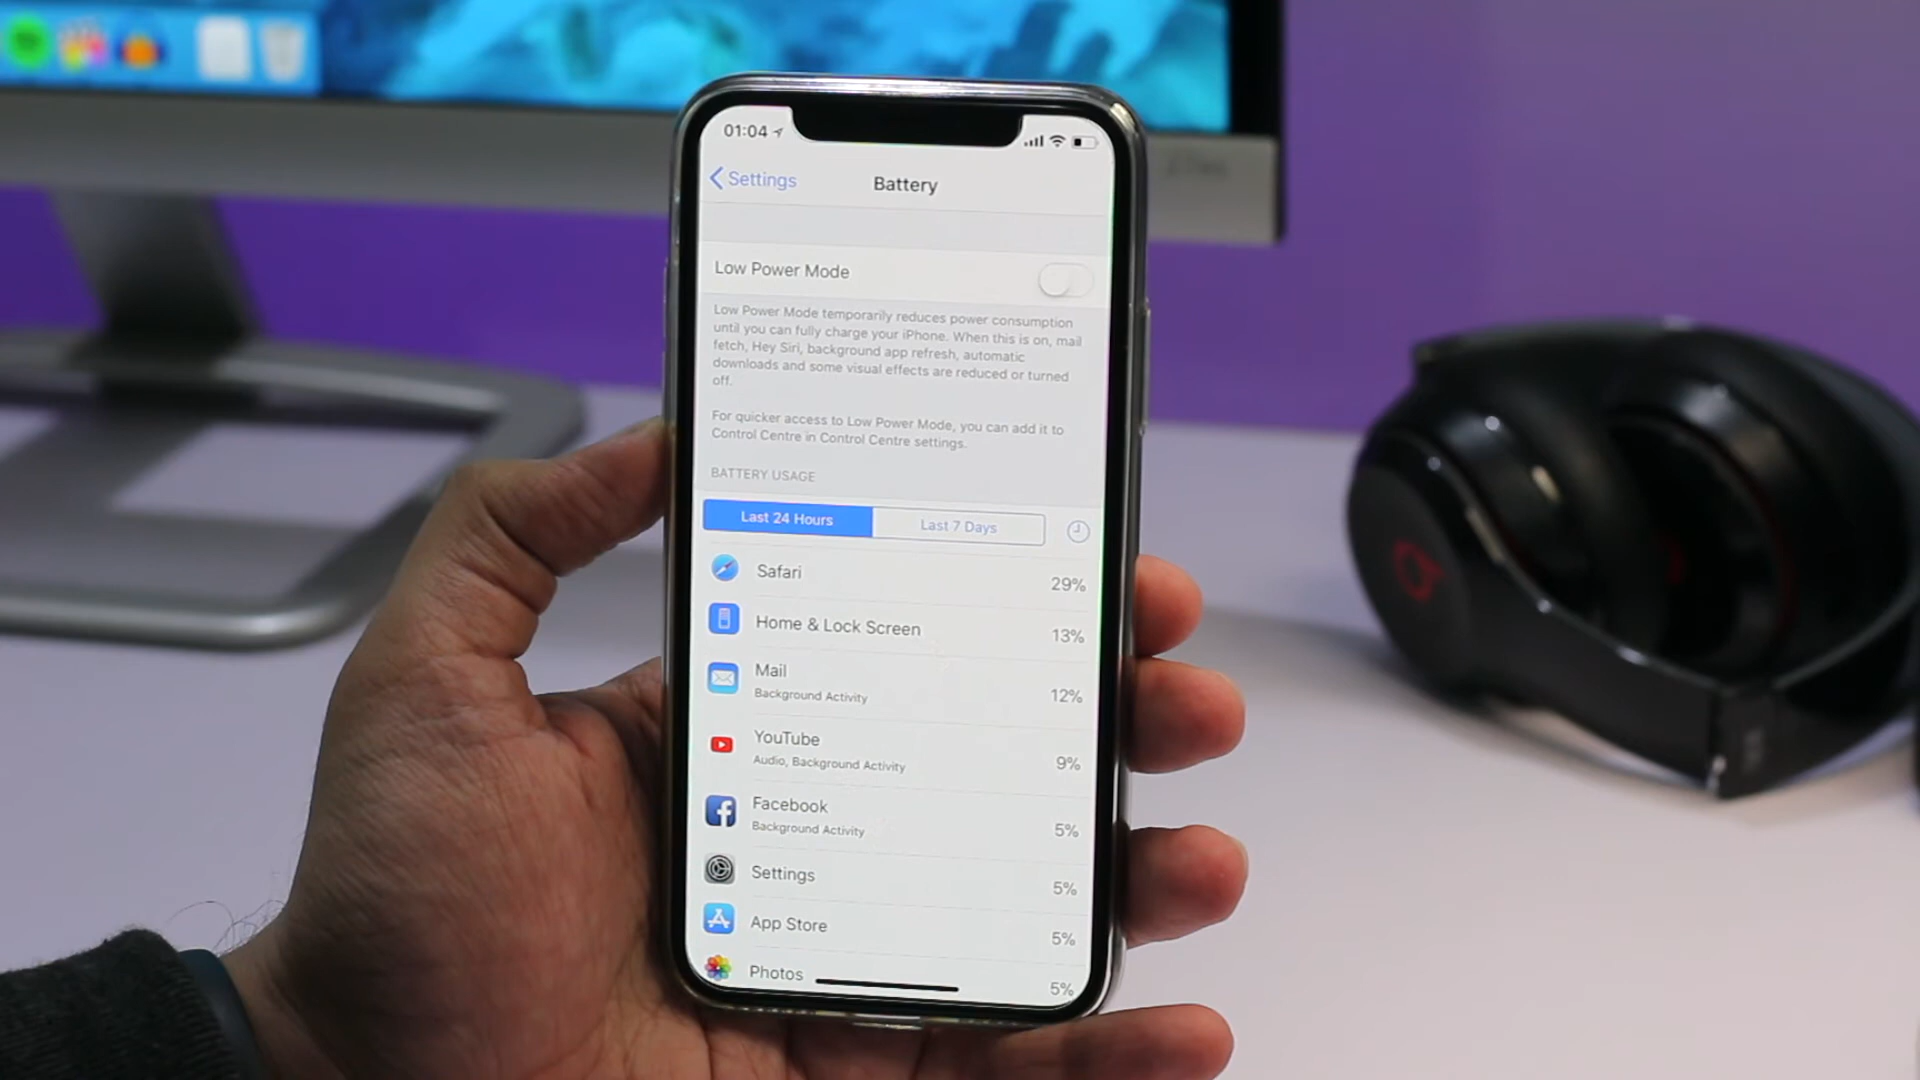 01:04
Settings
Battery
Low Power Mode
Low Power Mode temporarily reduces power consumption
until you can fully charge your iPhone. When this is on, mail
fetch, Hey Siri, background app refresh, automatic
downloads and some visual effects are reduced or turned
off.
For quicker access to Low Power Mode, you can add it to
Control Centre in Control Centre settings.
BATTERY USAGE
Last 24 Hours
Last 7 Days
Safari
29%
Home & Lock Screen
13%
Mail
Background Activity
12%
YouTube
Audio, Background Activity
9%
Facebook
Background Activity
5%
Settings
5%
App Store
5%
Photos
5%